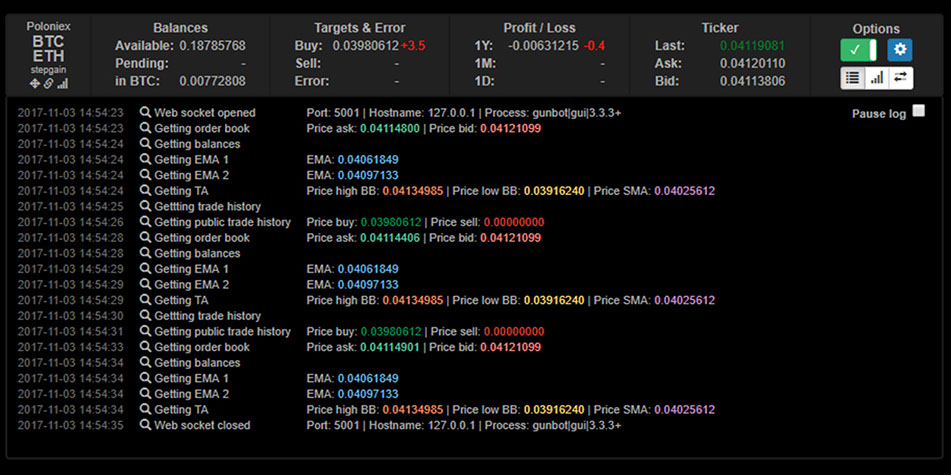 Poloniex Balances Targets & Error Profit / Loss Ticker Options
BTC Available: 0.18785768 Buy: 0.03980612 +3.5 1Y: -0.00631215 -0.4 Last: 0.04119081
ETH Pending: - Sell: - 1M: - Ask: 0.04120110
stepgain in BTC: 0.00772808 Error: - 1D: - Bid: 0.04113806
2017-11-03 14:54:23 Web socket opened Port: 5001 | Hostname: 127.0.0.1 | Process: gunbot|gui|3.3.3+ Pause log
2017-11-03 14:54:23 Getting order book Price ask: 0.04114800 | Price bid: 0.04121099
2017-11-03 14:54:24 Getting balances
2017-11-03 14:54:24 Getting EMA 1 EMA: 0.04061849
2017-11-03 14:54:24 Getting EMA 2 EMA: 0.04097133
2017-11-03 14:54:24 Getting TA Price high BB: 0.04134985 | Price low BB: 0.03916240 | Price SMA: 0.04025612
2017-11-03 14:54:25 Getting trade history
2017-11-03 14:54:26 Getting public trade history Price buy: 0.03980612 | Price sell: 0.00000000
2017-11-03 14:54:28 Getting order book Price ask: 0.04114406 | Price bid: 0.04121099
2017-11-03 14:54:28 Getting balances
2017-11-03 14:54:29 Getting EMA 1 EMA: 0.04061849
2017-11-03 14:54:29 Getting EMA 2 EMA: 0.04097133
2017-11-03 14:54:29 Getting TA Price high BB: 0.04134985 | Price low BB: 0.03916240 | Price SMA: 0.04025612
2017-11-03 14:54:30 Getting trade history
2017-11-03 14:54:31 Getting public trade history Price buy: 0.03980612 | Price sell: 0.00000000
2017-11-03 14:54:33 Getting order book Price ask: 0.04114901 | Price bid: 0.04121099
2017-11-03 14:54:34 Getting balances
2017-11-03 14:54:34 Getting EMA 1 EMA: 0.04061849
2017-11-03 14:54:34 Getting EMA 2 EMA: 0.04097133
2017-11-03 14:54:34 Getting TA Price high BB: 0.04134985 | Price low BB: 0.03916240 | Price SMA: 0.04025612
2017-11-03 14:54:35 Web socket closed Port: 5001 | Hostname: 127.0.0.1 | Process: gunbot|gui|3.3.3+